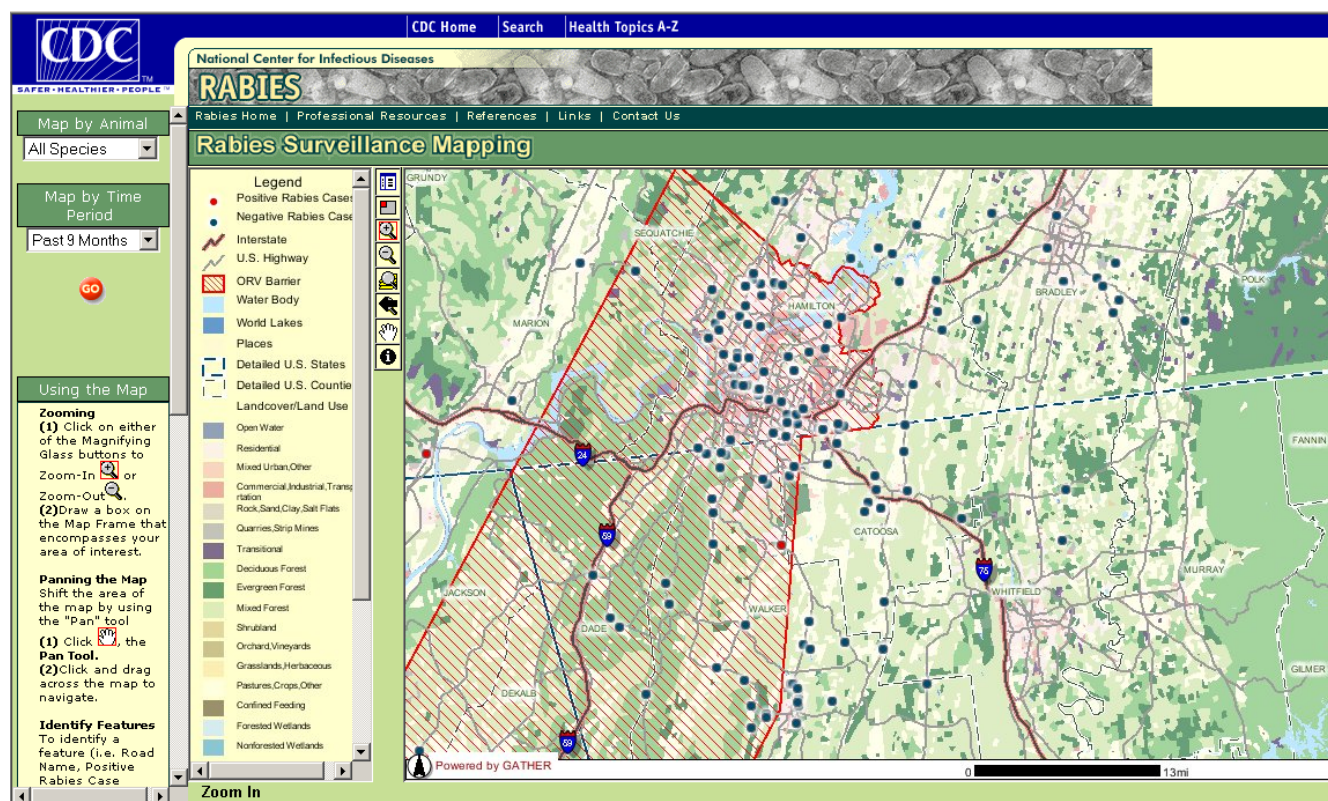 CDC Home
Search
Health Topics A-Z
CDC
TM
SAFER•HEALTHIER•PEOPLE™
National Center for Infectious Diseases
RABIES
Rabies Home | Professional Resources | References | Links | Contact Us
Rabies Surveillance Mapping
Map by Animal
All Species
Map by Time
Period
Past 9 Months
GO
Using the Map
Zooming
(1) Click on either
of the Magnifying
Glass buttons to
Zoom-In or
Zoom-Out .
(2)Draw a box on
the Map Frame that
encompasses your
area of interest.
Panning the Map
Shift the area of
the map by using
the "Pan" tool
(1) Click , the
Pan Tool.
(2)Click and drag
across the map to
navigate.
Identify Features
To identify a
feature (i.e. Road
Name, Positive
Rabies Case
Legend
Positive Rabies Cases
Negative Rabies Case
Interstate
U.S. Highway
ORV Barrier
Water Body
World Lakes
Places
Detailed U.S. States
Detailed U.S. Countie
Landcover/Land Use
Open Water
Residential
Mixed Urban,Other
Commercial,Industrial,Transp
rtation
Rock,Sand,Clay,Salt Flats
Quarries,Strip Mines
Transitional
Deciduous Forest
Evergreen Forest
Mixed Forest
Shrubland
Orchard,Vineyards
Grasslands,Herbaceous
Pastures,Crops,Other
Confined Feeding
Forested Wetlands
Nonforested Wetlands
GRUNDY
SEQUATCHIE
POLK
BRADLEY
HAMILTON
MARION
FANNIN
24
59
CATOOSA
75
MURRAY
WHITFIELD
JACKSON
WALKER
DADE
GILMER
DEKALB
59
Powered by GATHER
0
13mi
Zoom In